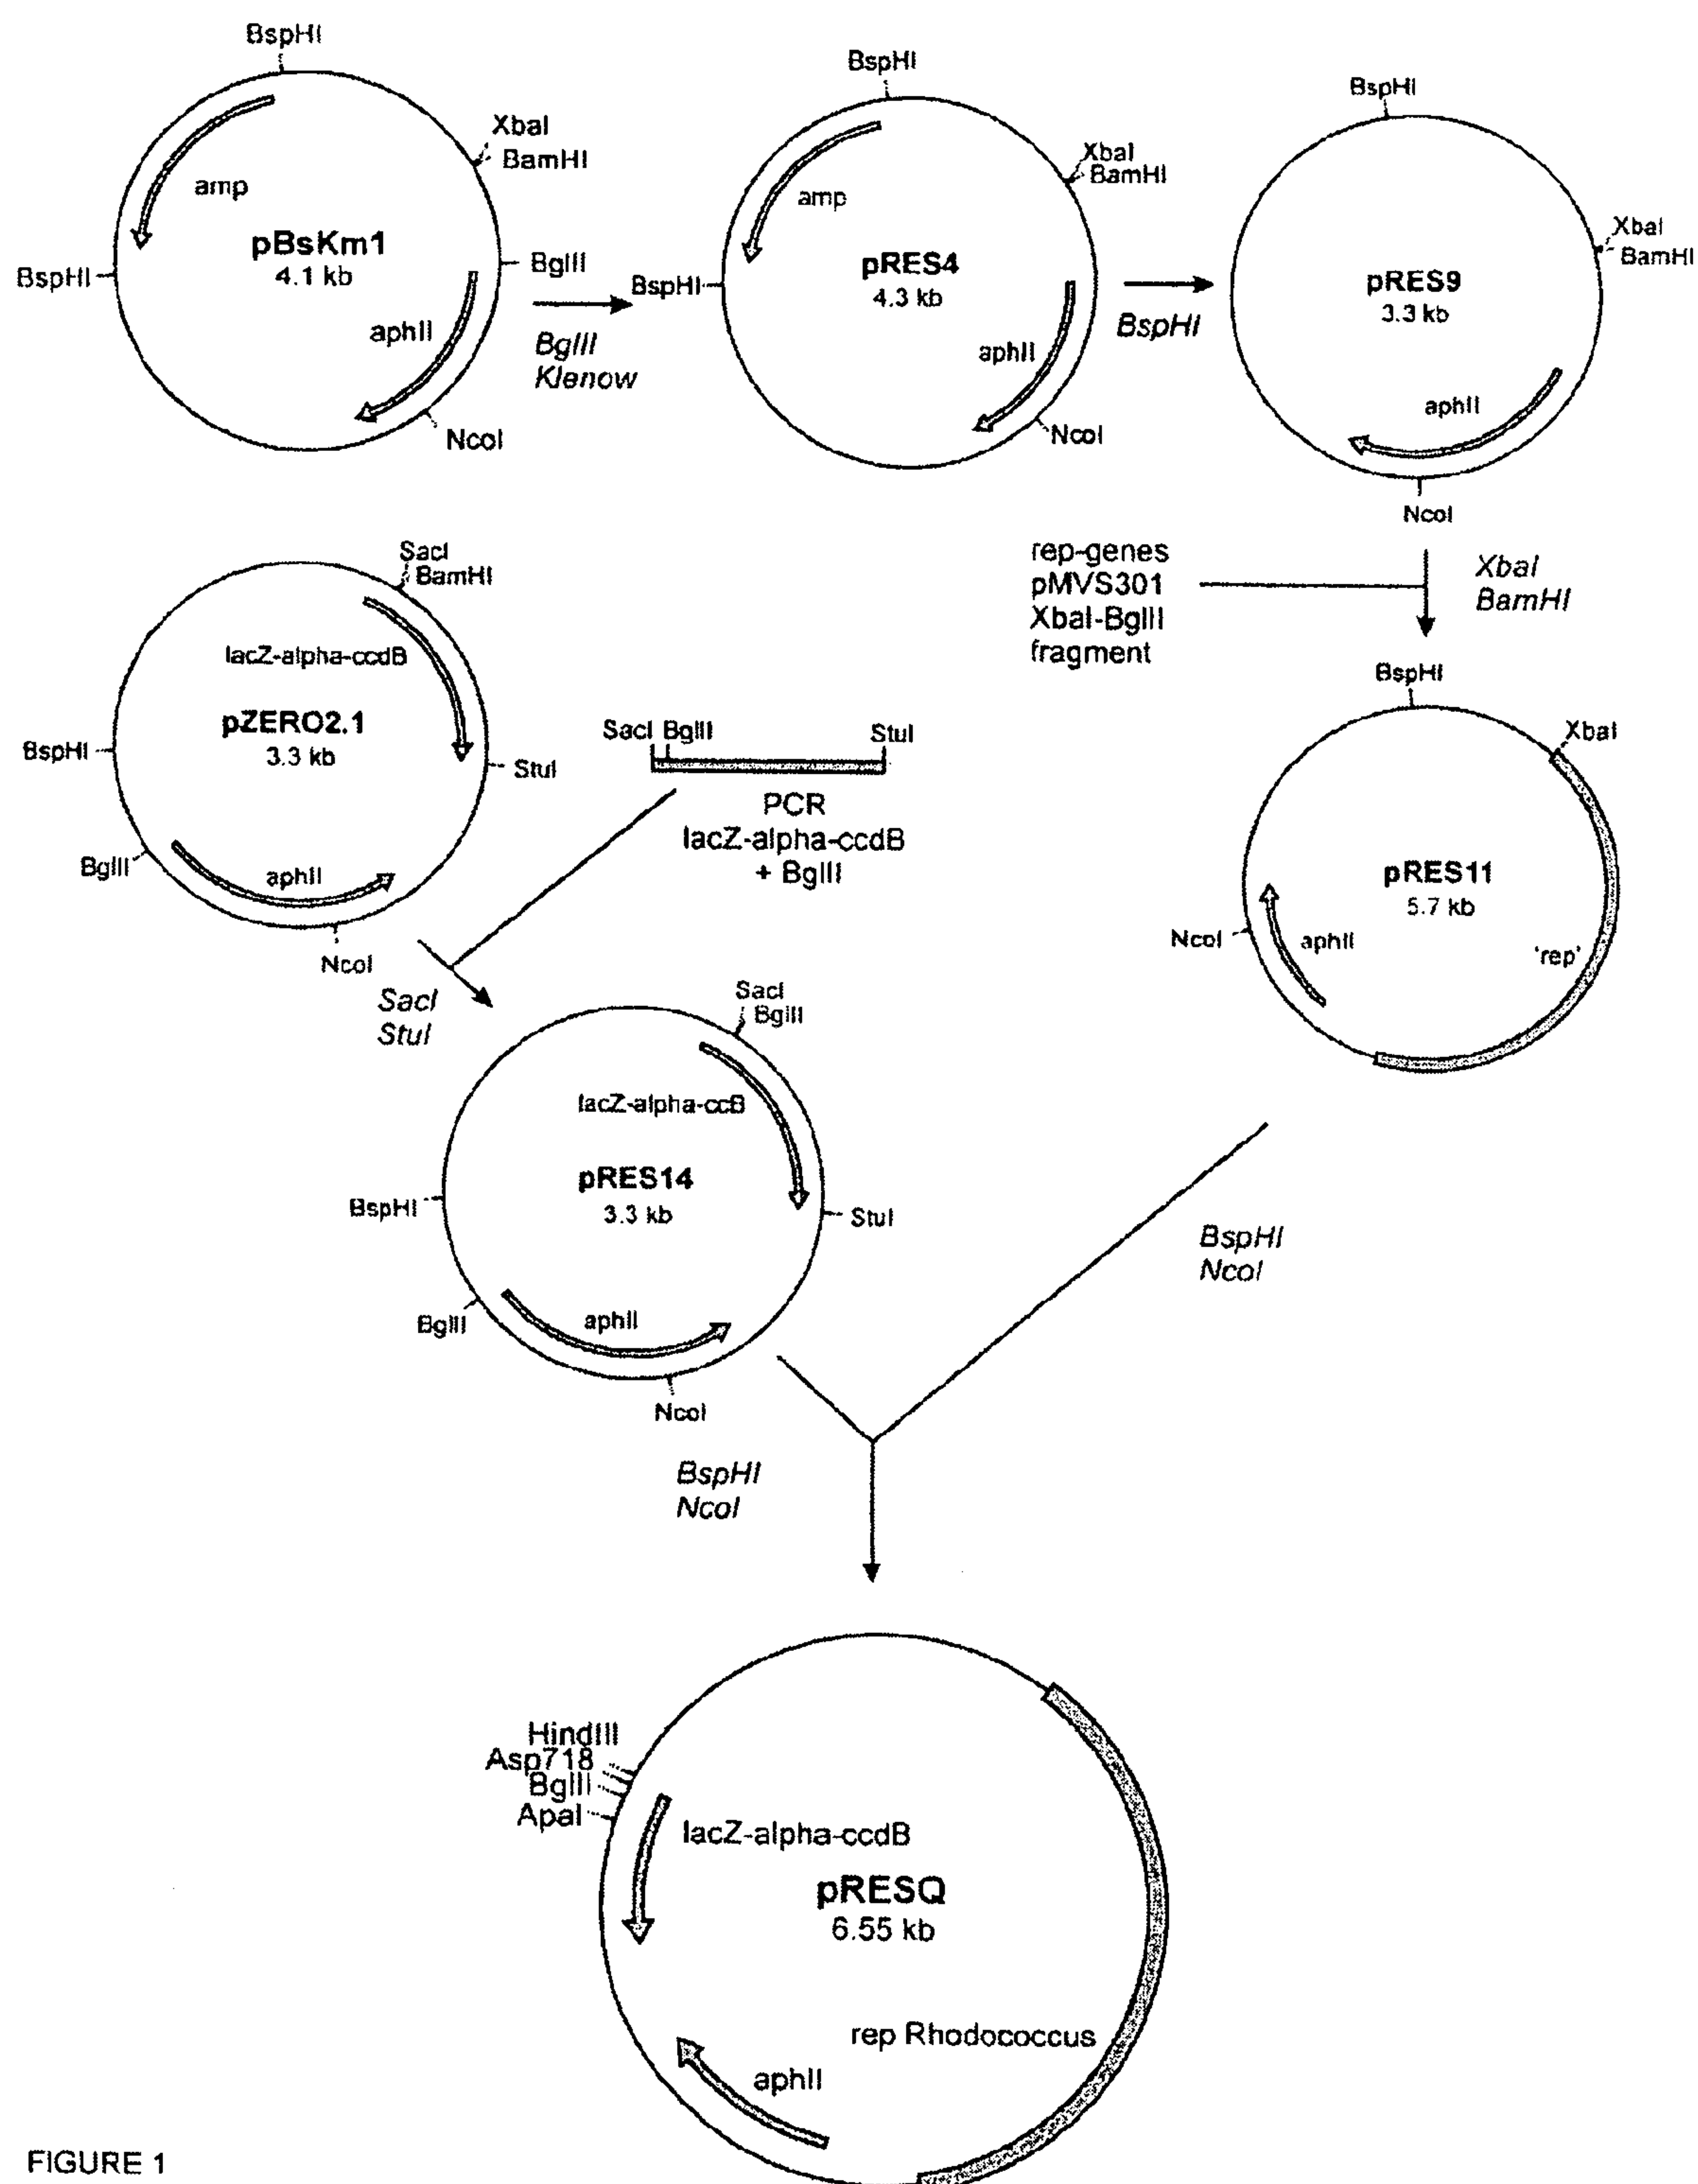 BspHI
XbaI
BamHI
amp
pBsKm1
4.1 kb
BspHI
BglII
aphII
NcoI
BglII
Klenow
BspHI
XbaI
BamHI
amp
pRES4
4.3 kb
BspHI
aphII
NcoI
BspHI
BspHI
XbaI
BamHI
pRES9
3.3 kb
aphII
NcoI
rep-genes
pMVS301
XbaI-BglII
fragment
XbaI
BamHI
SacI
BamHI
lacZ-alpha-ccdB
pZERO2.1
3.3 kb
BspHI
StuI
BglII
aphII
NcoI
SacI BglII StuI
PCR
lacZ-alpha-ccdB
+ BglII
SacI
StuI
BspHI
XbaI
pRES11
5.7 kb
NcoI
aphII
'rep'
SacI
BglII
lacZ-alpha-ccB
pRES14
3.3 kb
BspHI
StuI
BglII
aphII
NcoI
BspHI
NcoI
BspHI
NcoI
HindIII
Asp718
BglII
ApaI
lacZ-alpha-ccdB
pRESQ
6.55 kb
rep Rhodococcus
aphII
FIGURE 1